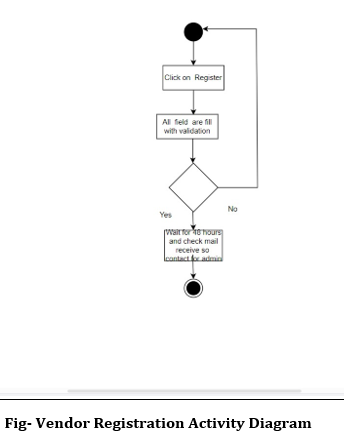 Click on Register
All field are fill
with validation
Yes
No
Wait for 48 hours
and check mail
receive so
contact for admin
Fig- Vendor Registration Activity Diagram